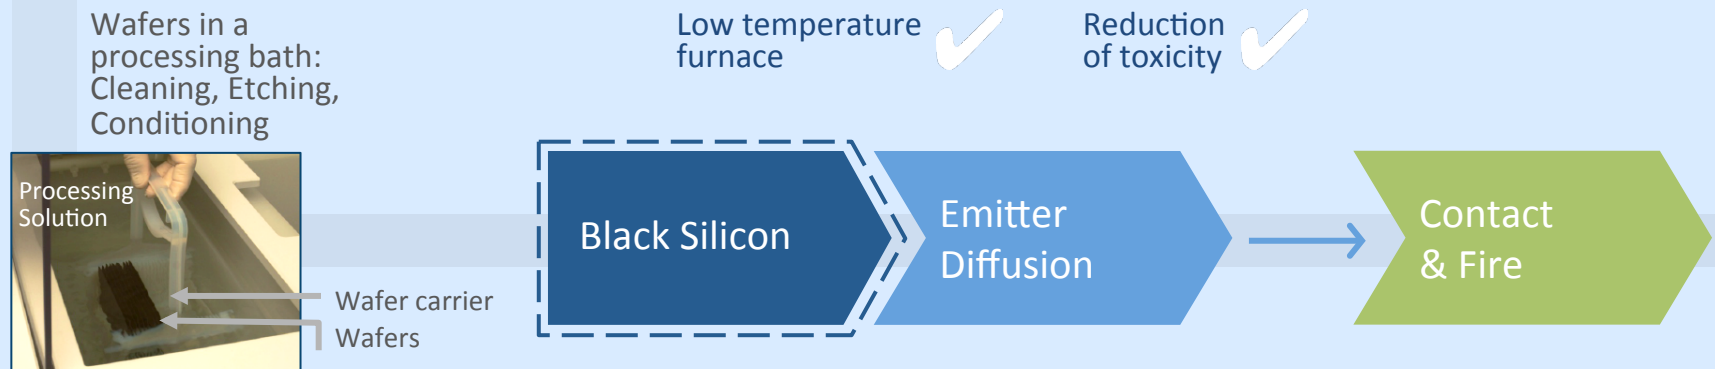 Wafers in a
processing bath:
Cleaning, Etching,
Conditioning
Low temperature
furnace
Reduction
of toxicity
Processing
Solution
Wafer carrier
Wafers
Black Silicon
Emitter
Diffusion
Contact
& Fire